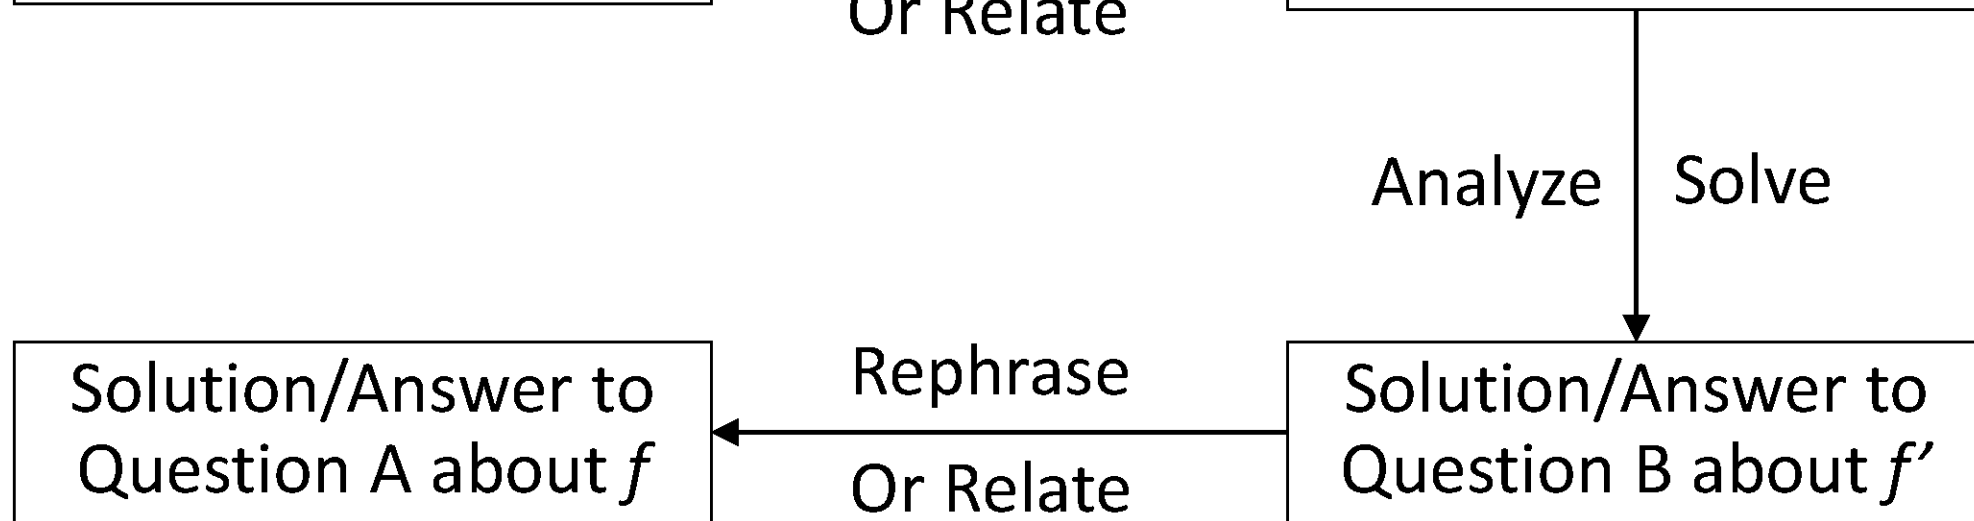 Or Relate
Analyze Solve
Rephrase
Solution/Answer to
Question A about f
Or Relate
Solution/Answer to
Question B about f’